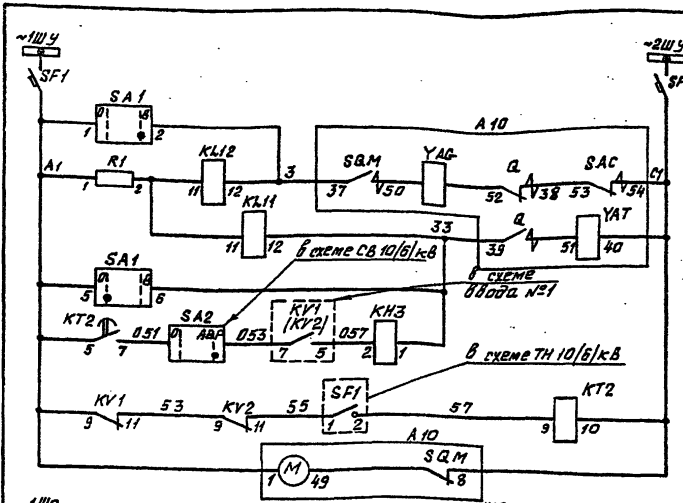 ~1ШУ ~2ШУ
SF1 SF
SA1
0 В
1 2
A10
A1 R1 KL12 3 SQM YAG Q SAC C1
1 2 11 12 37 50 52 38 53 54
KL11 33 Q YAT
11 12 39 51 40
SA1
0 В
5 6
в схеме СВ 10/6/кВ
в схеме
ввода №1
KT2 SA2 KV1 KH3
/KV2/
5 7 051 0 АВР 053 7 5 057 2 1
в схеме ТН 10/6/кВ
KV1 53 KV2 55 SF1 57 KT2
9 11 9 11 1 2 9 10
A10
SQM
1 M 49 8